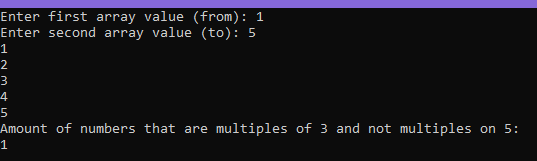 Enter first array value (from): 1
Enter second array value (to): 5
1
2
3
4
5
Amount of numbers that are multiples of 3 and not multiples on 5:
1